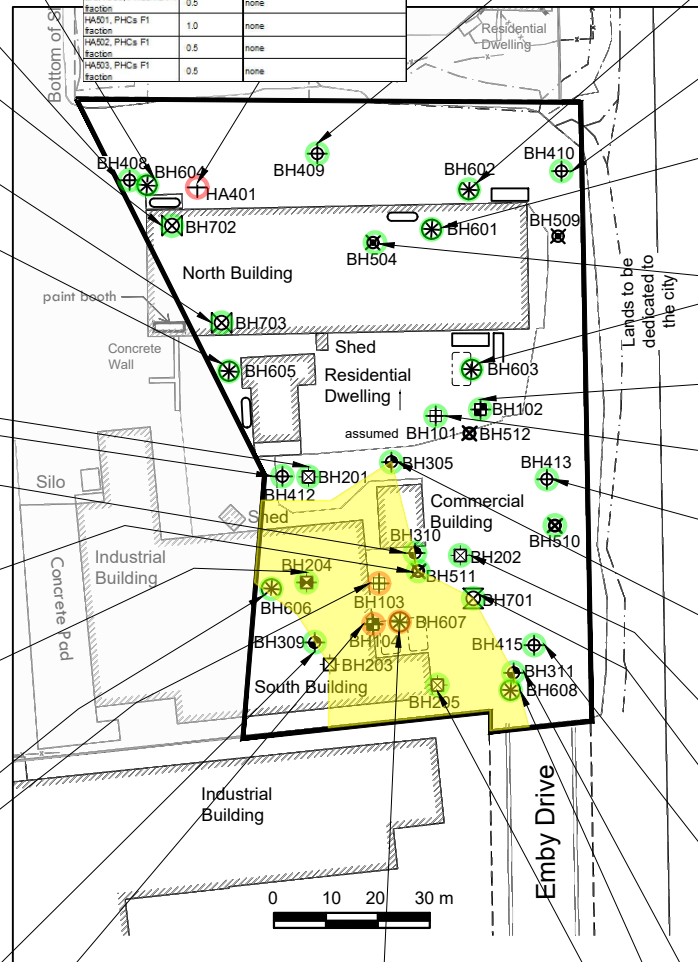 fraction 0.5 none
HA501, PHCs F1 fraction 1.0 none
HA502, PHCs F1 fraction 0.5 none
HA503, PHCs F1 fraction 0.5 none
Bottom of
Residential
Dwelling
BH408
BH604
HA401
BH409
BH602
BH410
BH702
BH601
BH504
BH509
North Building
Lands to be
dedicated to
the city
paint booth
BH703
Concrete
Wall
Shed
BH605
Residential
Dwelling
BH603
BH102
assumed
BH101
BH512
BH305
BH201
BH412
BH413
Silo
Shed
Commercial
Building
BH310
BH510
Industrial
Building
BH204
BH202
BH511
Concrete Pad
BH606
BH103
BH701
BH104
BH607
BH309
BH415
BH203
BH311
South Building
BH205
BH608
Industrial
Building
Emby Drive
0 10 20 30 m